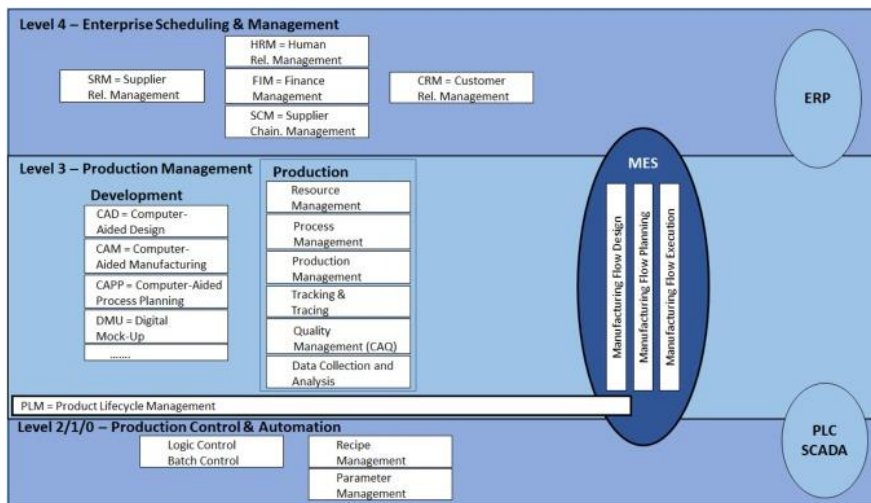 Level 4 – Enterprise Scheduling & Management
HRM = Human
Rel. Management
SRM = Supplier
Rel. Management
FIM = Finance
Management
CRM = Customer
Rel. Management
SCM = Supplier
Chain. Management
ERP
Level 3 – Production Management
Development
CAD = Computer-
Aided Design
CAM = Computer-
Aided Manufacturing
CAPP = Computer-Aided
Process Planning
DMU = Digital
Mock-Up
.......
Production
Resource
Management
Process
Management
Production
Management
Tracking &
Tracing
Quality
Management (CAQ)
Data Collection and
Analysis
MES
Manufacturing Flow Design
Manufacturing Flow Planning
Manufacturing Flow Execution
PLM = Product Lifecycle Management
Level 2/1/0 – Production Control & Automation
Logic Control
Batch Control
Recipe
Management
Parameter
Management
PLC
SCADA